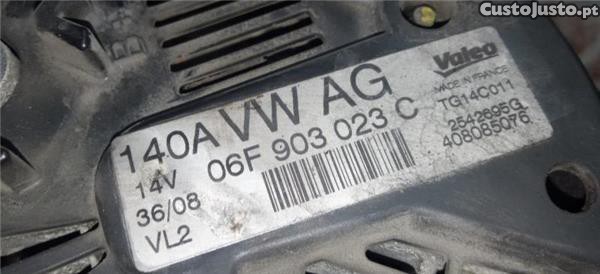 CustoJusto.pt
140A VW AG
Valeo
MADE IN FRANCE
14V 06F 903 023 C
TG14C011
36/08
2542695G
408085076
VL2